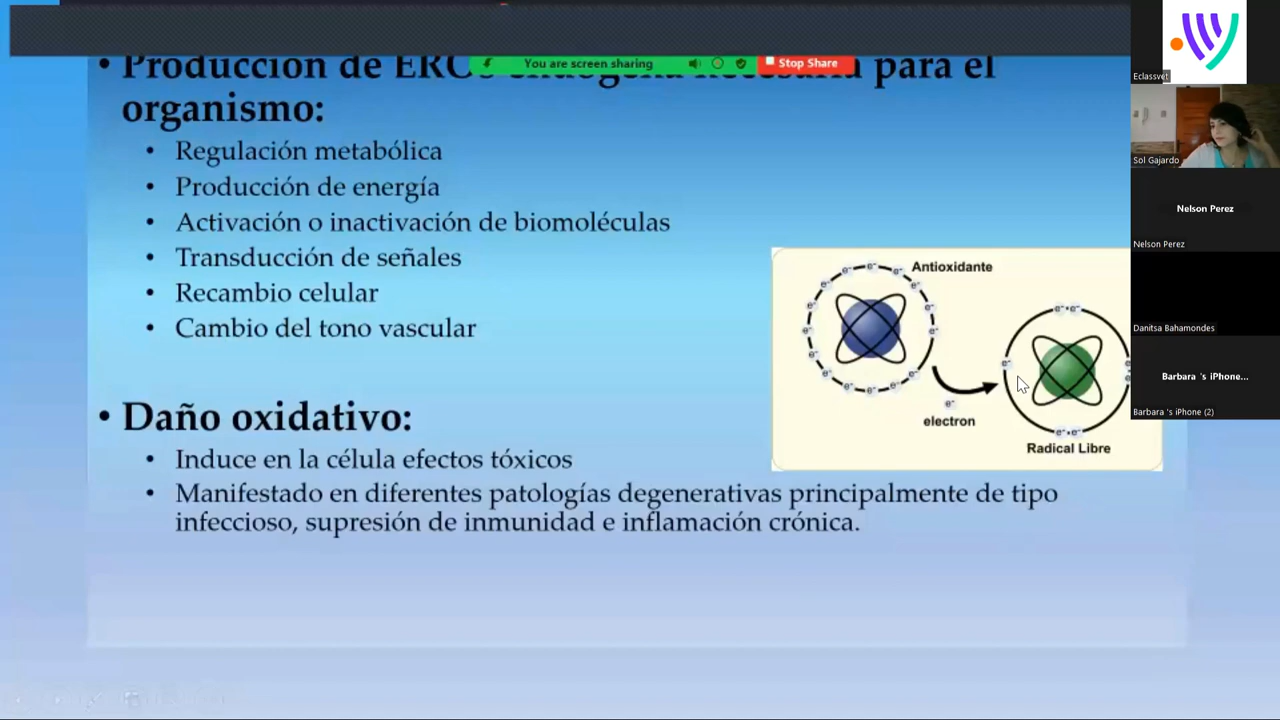 You are screen sharing
Stop Share
• Producción de EROs endógena necesaria para el
organismo:
• Regulación metabólica
• Producción de energía
• Activación o inactivación de biomoléculas
• Transducción de señales
• Recambio celular
• Cambio del tono vascular
• Daño oxidativo:
• Induce en la célula efectos tóxicos
• Manifestado en diferentes patologías degenerativas principalmente de tipo
infeccioso, supresión de inmunidad e inflamación crónica.
Antioxidante
electron
e⁻
Radical Libre
Eclassvet
Sol Gajardo
Nelson Perez
Nelson Perez
Danitsa Bahamondes
Barbara 's iPhone...
Barbara 's iPhone (2)